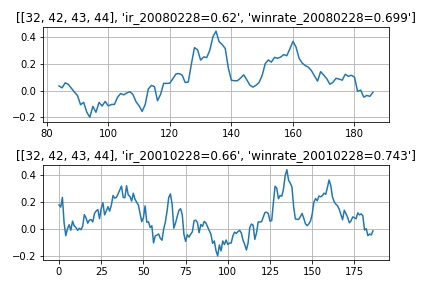 [[32, 42, 43, 44], 'ir_20080228=0.62', 'winrate_20080228=0.699']
0.4
0.2
0.0
−0.2
80 100 120 140 160 180
[[32, 42, 43, 44], 'ir_20010228=0.66', 'winrate_20010228=0.743']
0.4
0.2
0.0
−0.2
0 25 50 75 100 125 150 175